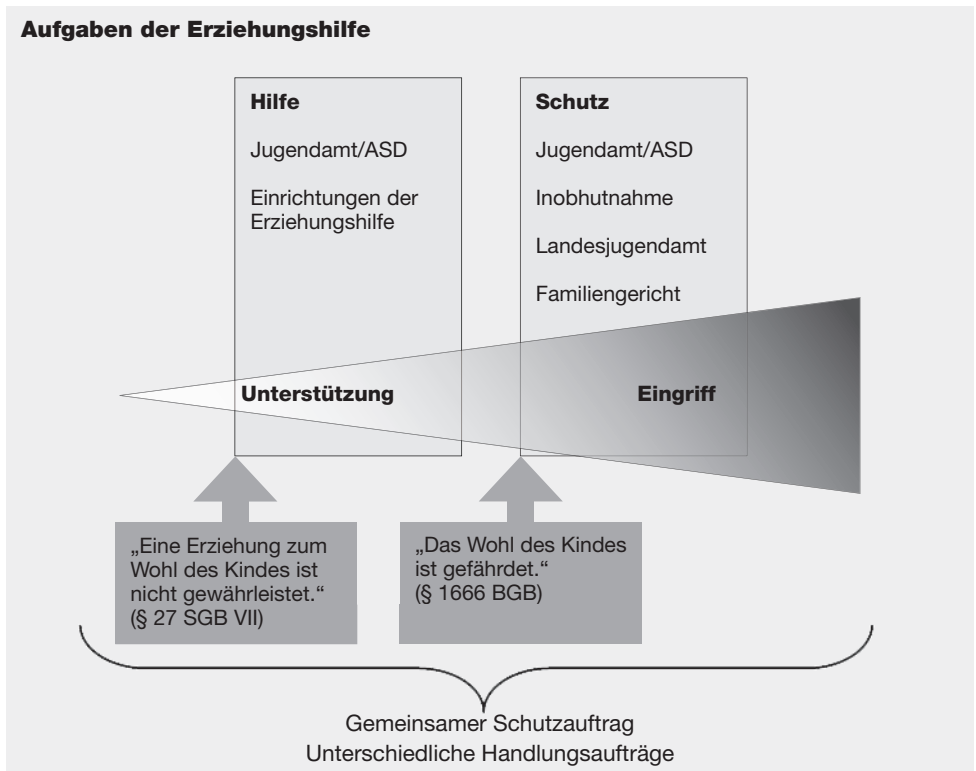 Aufgaben der Erziehungshilfe
Hilfe
Jugendamt/ASD
Einrichtungen der
Erziehungshilfe
Schutz
Jugendamt/ASD
Inobhutnahme
Landesjugendamt
Familiengericht
Unterstützung
Eingriff
„Eine Erziehung zum
Wohl des Kindes ist
nicht gewährleistet.“
(§ 27 SGB VII)
„Das Wohl des Kindes
ist gefährdet.“
(§ 1666 BGB)
Gemeinsamer Schutzauftrag
Unterschiedliche Handlungsaufträge